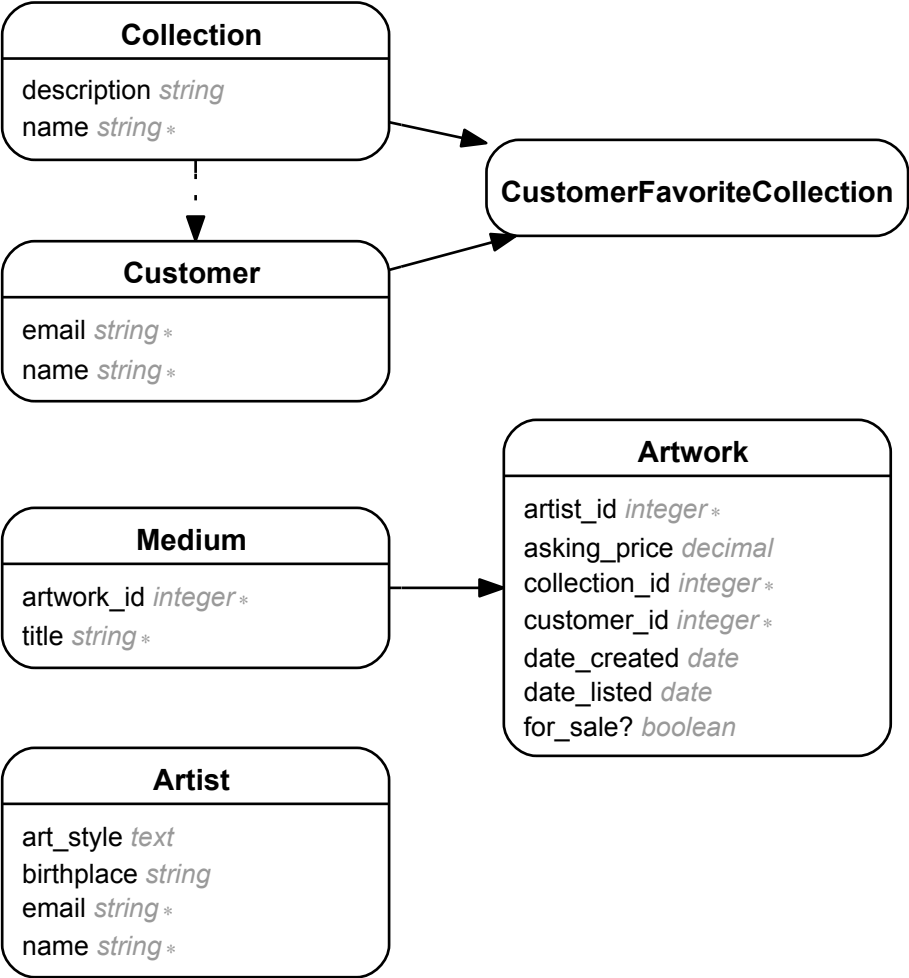 Collection
description string
name string *
CustomerFavoriteCollection
Customer
email string *
name string *
Artwork
artist_id integer *
asking_price decimal
collection_id integer *
customer_id integer *
date_created date
date_listed date
for_sale? boolean
Medium
artwork_id integer *
title string *
Artist
art_style text
birthplace string
email string *
name string *